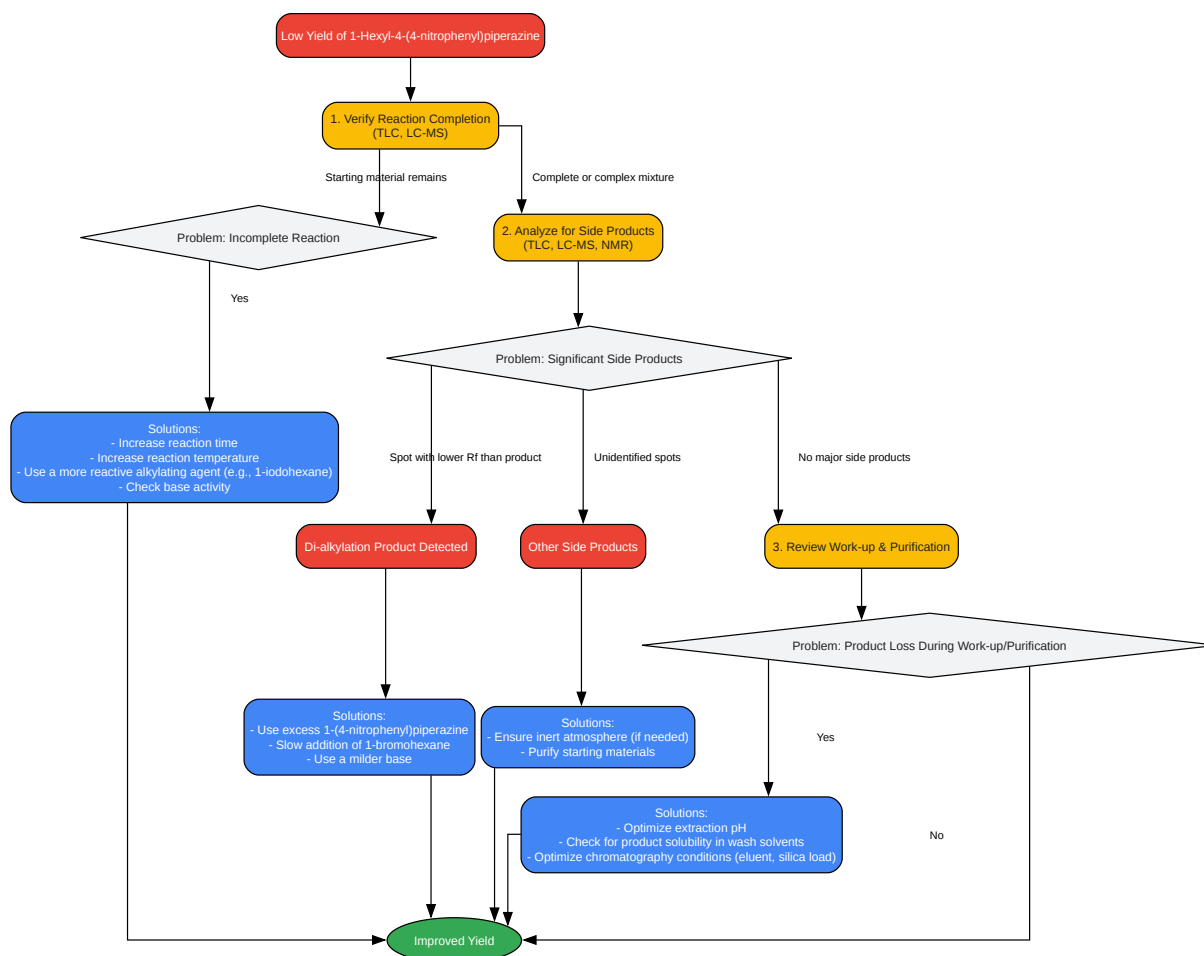 Low Yield of 1-Hexyl-4-(4-nitrophenyl)piperazine
1. Verify Reaction Completion
(TLC, LC-MS)
Starting material remains
Complete or complex mixture
Problem: Incomplete Reaction
2. Analyze for Side Products
(TLC, LC-MS, NMR)
Yes
Problem: Significant Side Products
Solutions:
- Increase reaction time
- Increase reaction temperature
- Use a more reactive alkylating agent (e.g., 1-iodohexane)
- Check base activity
Spot with lower Rf than product
Unidentified spots
No major side products
Di-alkylation Product Detected
Other Side Products
3. Review Work-up & Purification
Problem: Product Loss During Work-up/Purification
Solutions:
- Use excess 1-(4-nitrophenyl)piperazine
- Slow addition of 1-bromohexane
- Use a milder base
Solutions:
- Ensure inert atmosphere (if needed)
- Purify starting materials
Yes
Solutions:
- Optimize extraction pH
- Check for product solubility in wash solvents
- Optimize chromatography conditions (eluent, silica load)
No
Improved Yield